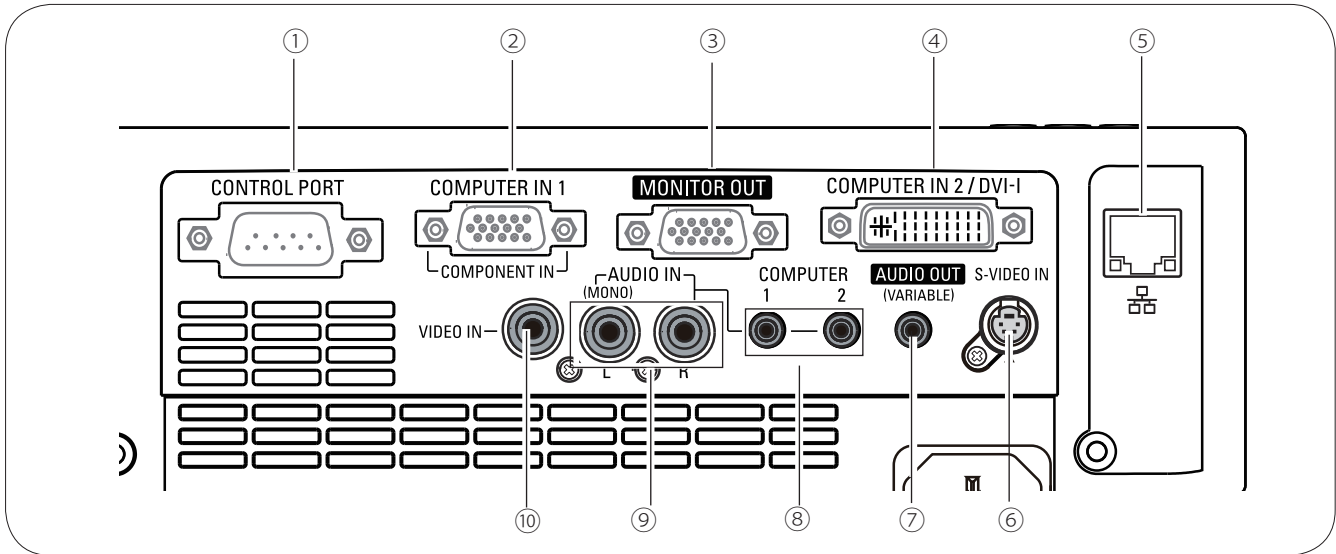 ① ② ③ ④ ⑤
CONTROL PORT COMPUTER IN 1 MONITOR OUT COMPUTER IN 2 / DVI-I
COMPONENT IN
AUDIO IN COMPUTER AUDIO OUT S-VIDEO IN
(MONO) 1 2 (VARIABLE)
VIDEO IN
L R
⑩ ⑨ ⑧ ⑦ ⑥